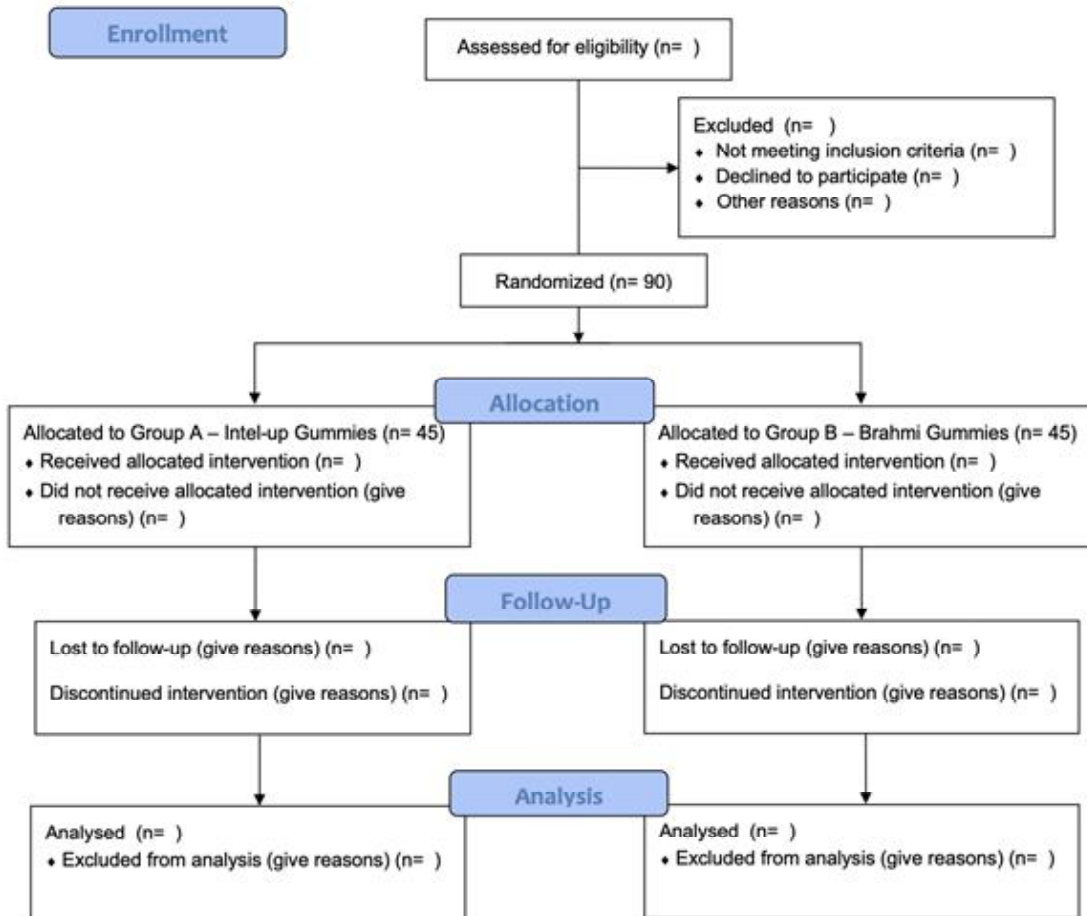 Enrollment
Assessed for eligibility (n=  )
Excluded  (n=   )
♦ Not meeting inclusion criteria (n=  )
♦ Declined to participate (n=  )
♦ Other reasons (n=  )
Randomized (n= 90)
Allocation
Allocated to Group A – Intel-up Gummies (n= 45)
♦ Received allocated intervention (n=  )
♦ Did not receive allocated intervention (give
reasons) (n=  )
Allocated to Group B – Brahmi Gummies (n= 45)
♦ Received allocated intervention (n=  )
♦ Did not receive allocated intervention (give
reasons) (n=  )
Follow-Up
Lost to follow-up (give reasons) (n=  )
Discontinued intervention (give reasons) (n=  )
Lost to follow-up (give reasons) (n=  )
Discontinued intervention (give reasons) (n=  )
Analysis
Analysed  (n=  )
♦ Excluded from analysis (give reasons) (n=  )
Analysed  (n=  )
♦ Excluded from analysis (give reasons) (n=  )